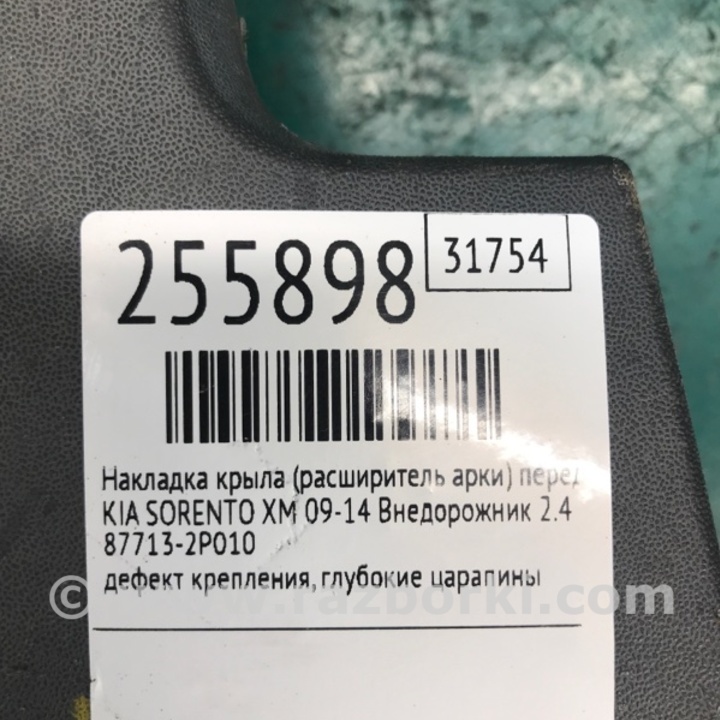 255898
31754
Накладка крыла (расширитель арки) перед
KIA SORENTO XM 09-14 Внедорожник 2.4
87713-2P010
дефект крепления, глубокие царапины
© www.razborki.com